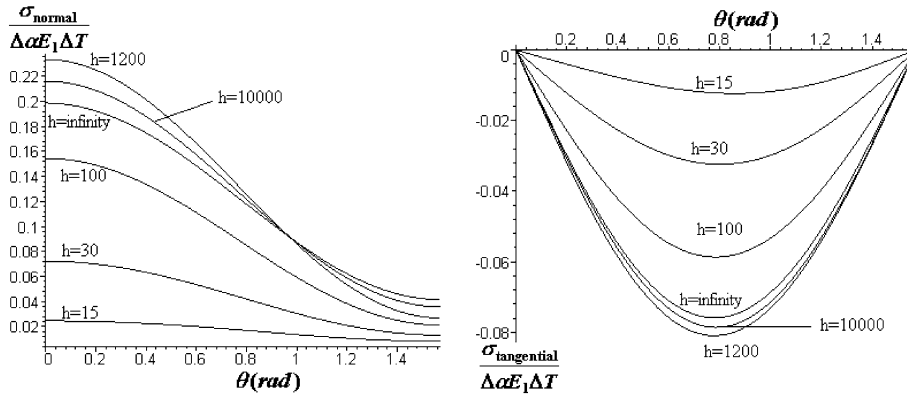 σnormal
ΔαE1ΔT
h=1200
h=10000
h=infinity
h=100
h=30
h=15
0.22
0.2
0.18
0.16
0.14
0.12
0.1
0.08
0.06
0.04
0.02
0 0.2 0.4 0.6 0.8 1 1.2 1.4
θ(rad)
θ(rad)
0.2 0.4 0.6 0.8 1 1.2 1.4
0
-0.02
-0.04
-0.06
-0.08
h=15
h=30
h=100
h=infinity
h=10000
h=1200
σtangential
ΔαE1ΔT